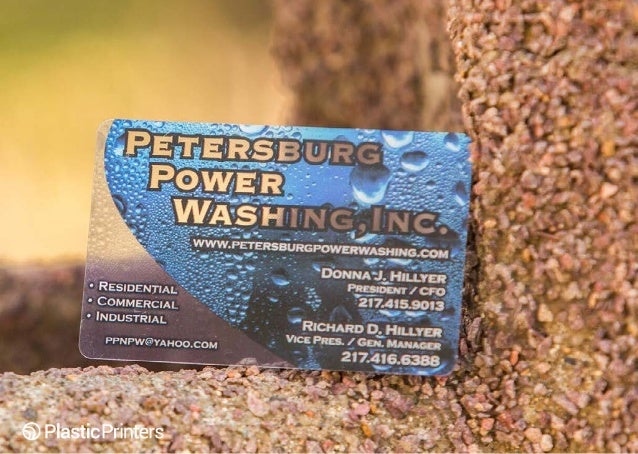 PETERSBURG
POWER
WASHING, INC.
WWW.PETERSBURGPOWERWASHING.COM
DONNA J. HILLYER
PRESIDENT / CFO
217.415.9013
• RESIDENTIAL
• COMMERCIAL
• INDUSTRIAL
RICHARD D. HILLYER
VICE PRES. / GEN. MANAGER
217.416.6388
PPNPW@YAHOO.COM
PlasticPrinters